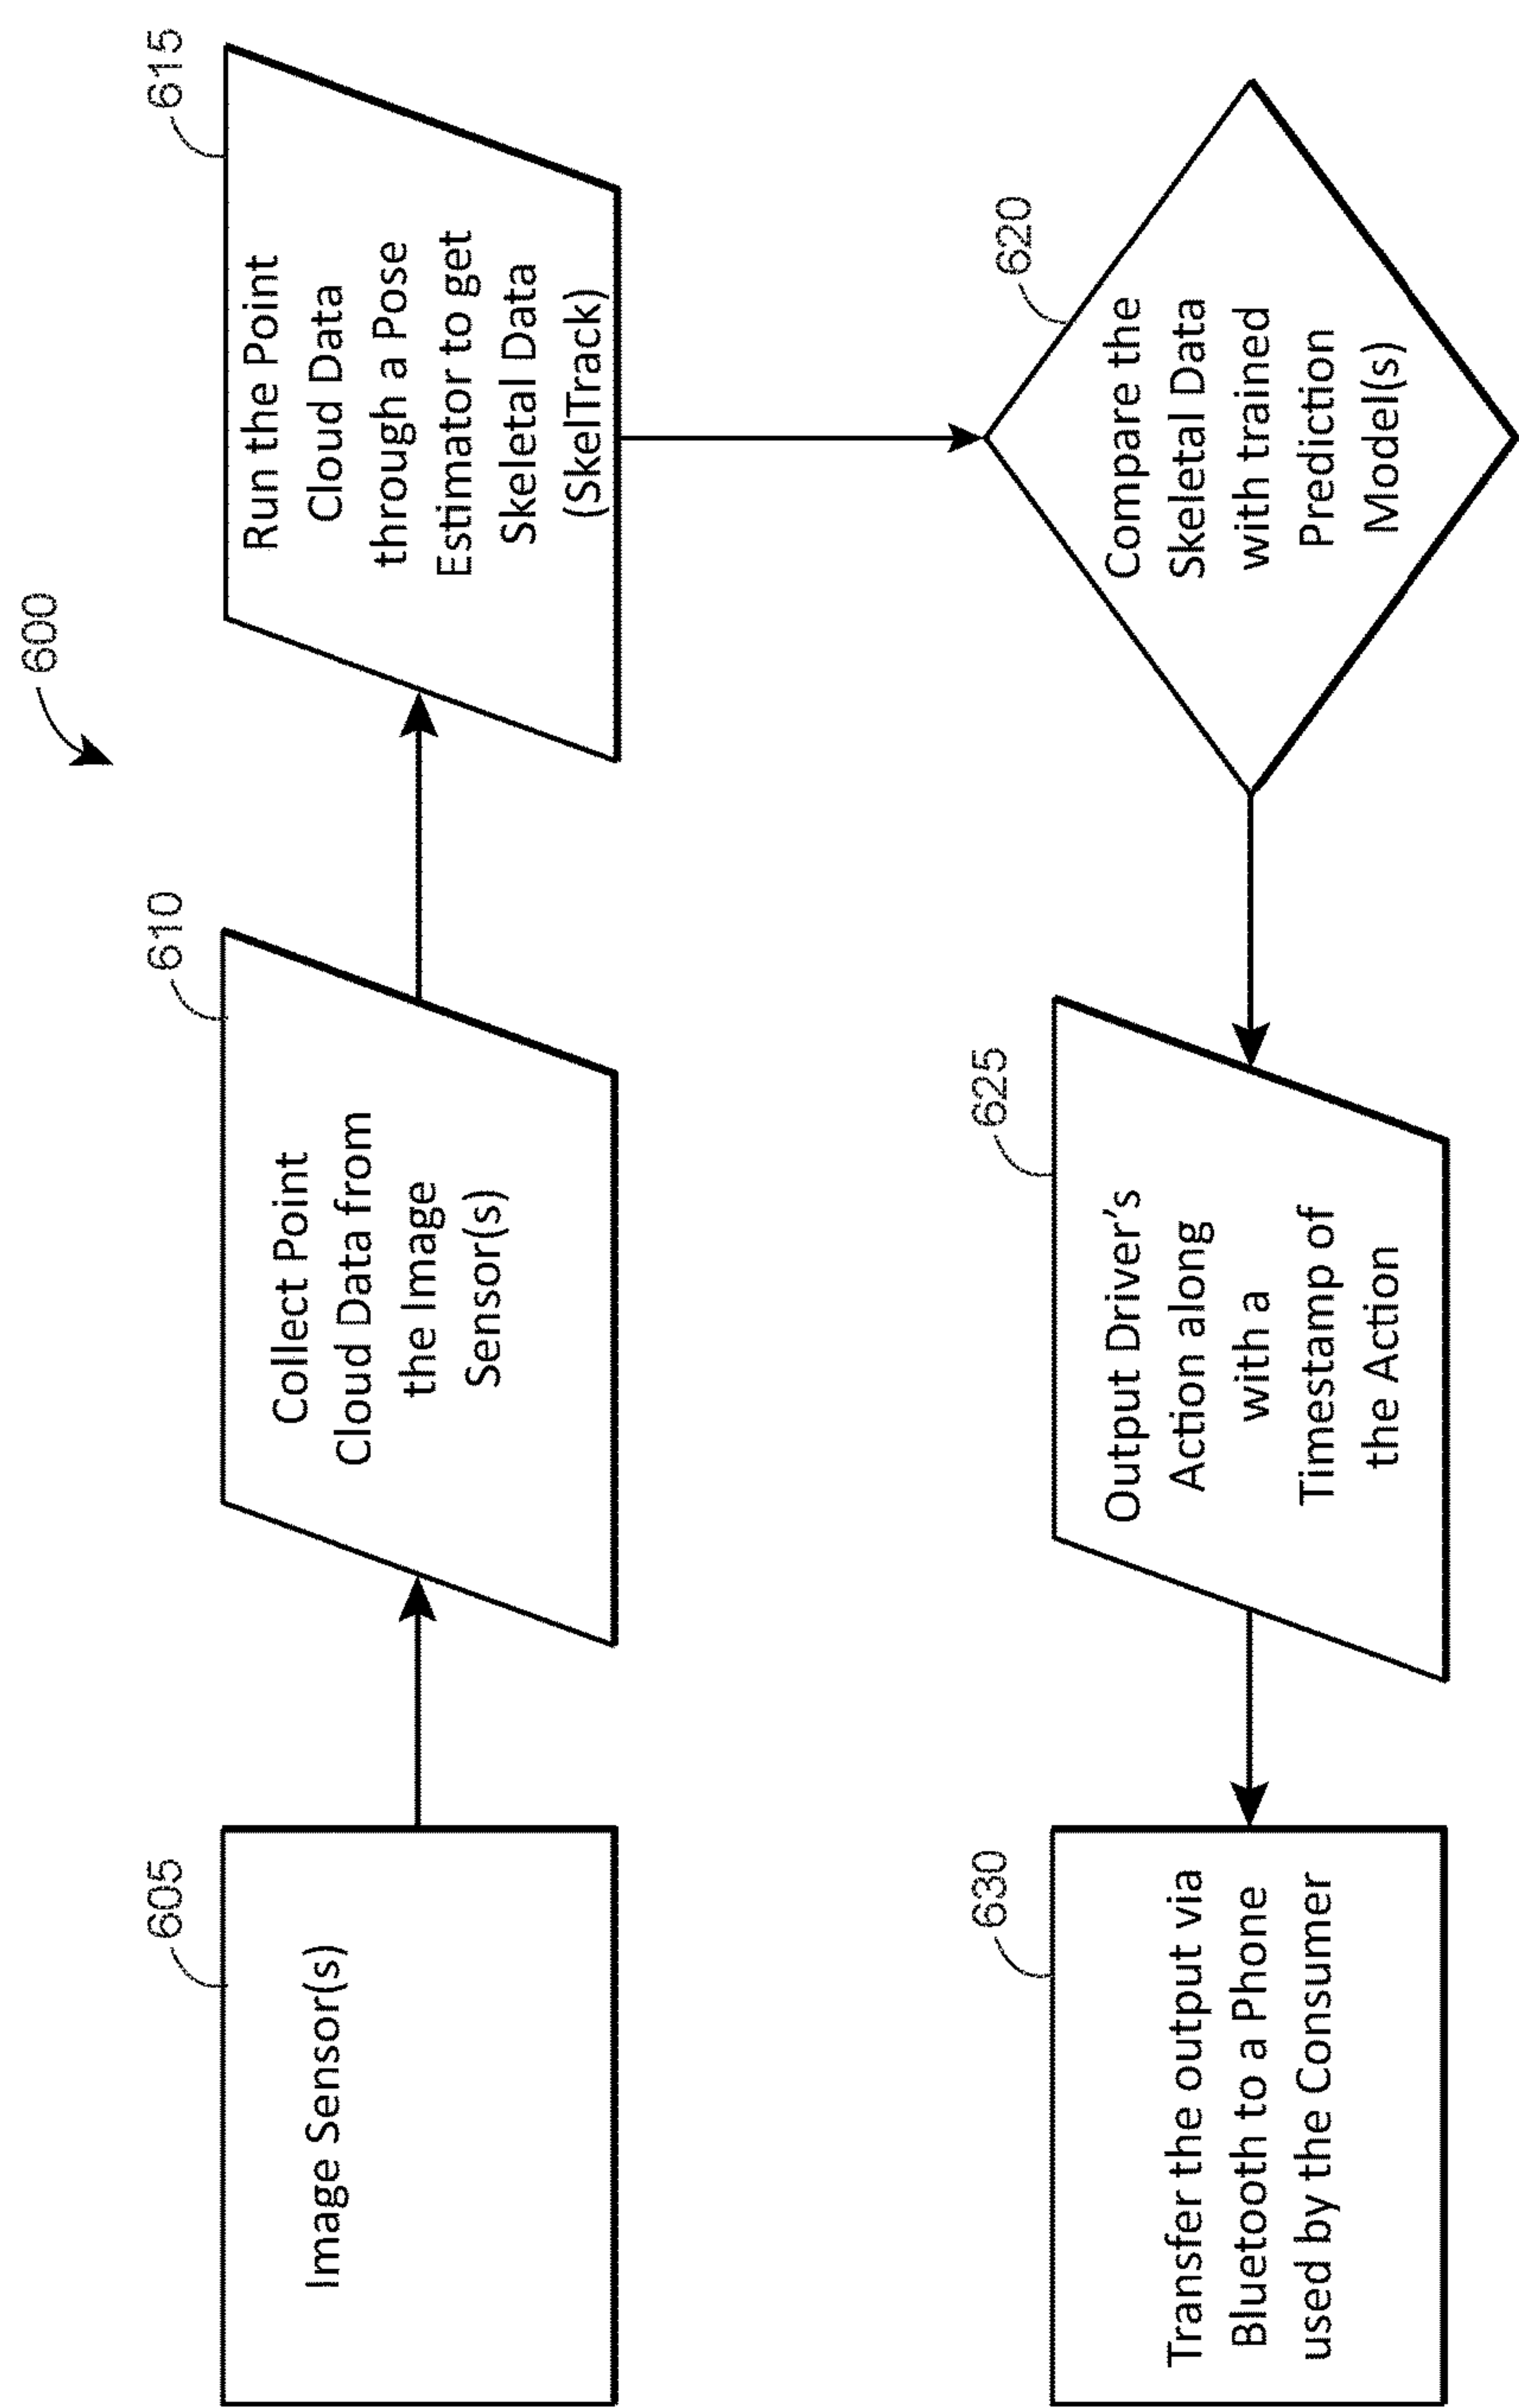 600
605
Image Sensor(s)
610
Collect Point
Cloud Data from
the Image
Sensor(s)
615
Run the Point
Cloud Data
through a Pose
Estimator to get
Skeletal Data
(SkelTrack)
620
Compare the
Skeletal Data
with trained
Prediction
Model(s)
625
Output Driver's
Action along
with a
Timestamp of
the Action
630
Transfer the output via
Bluetooth to a Phone
used by the Consumer